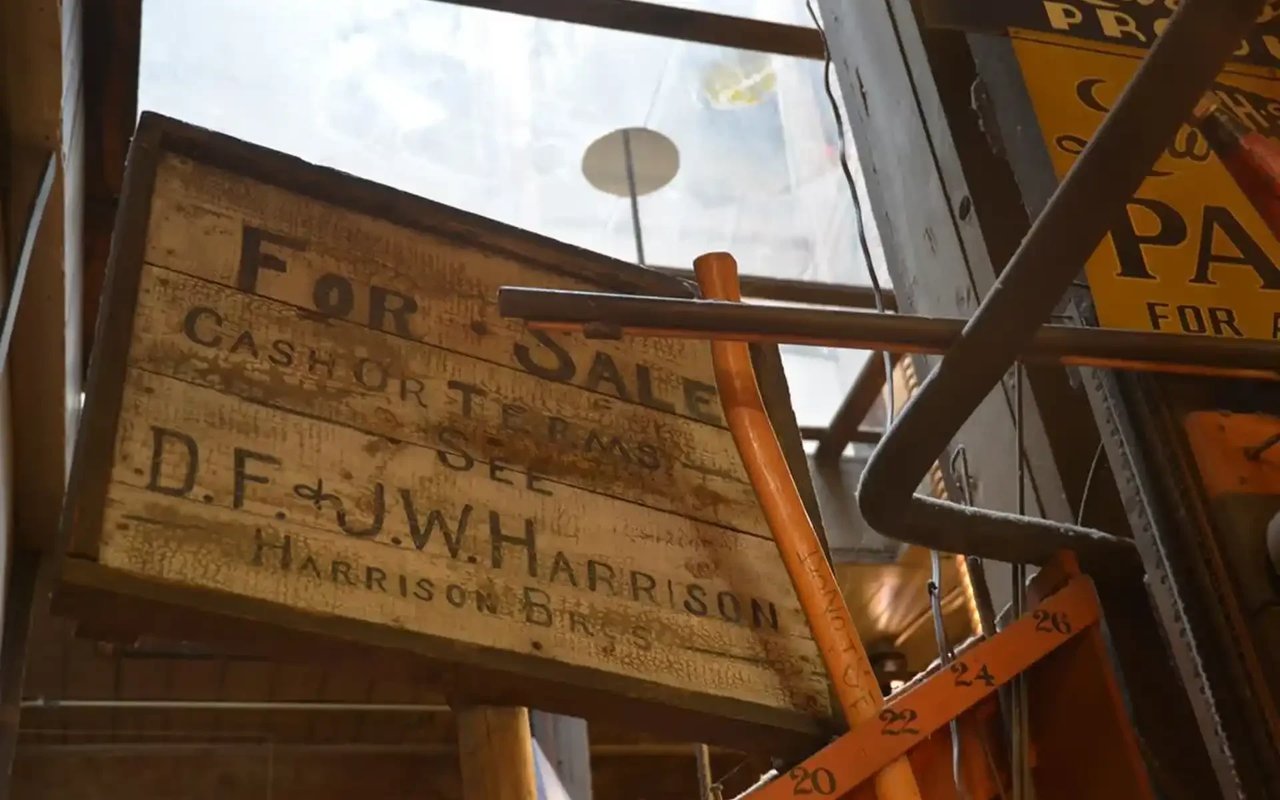 FOR SALE
CASH OR TERMS
SEE
D.F. & J.W. HARRISON
HARRISON BROS
PA
FOR
26
24
22
20